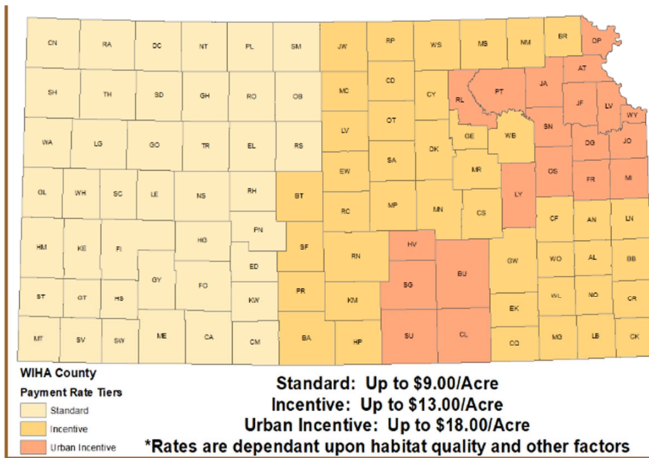 CN RA DC NT PL SM JW RP WS MS NM BR DP
AT
SH TH SD GH RO OB MC CD CY RL PT JA JF LV WY
WA LG GO TR EL RS LV OT DK GE WB SN DG JO
EW SA MR OS FR MI
GL WH SC LE NS RH BT RC MP MN CS LY CF AN LN
PN
HM KE FI HG SF RN HV BU GW WO AL BB
ED
GY FO
ST GT HS KW PR KM SG EK WL NO CR
MT SV SW ME CA CM BA HP SU CL CQ MG LB CK
WIHA County
Payment Rate Tiers
Standard
Incentive
Urban Incentive
Standard: Up to $9.00/Acre
Incentive: Up to $13.00/Acre
Urban Incentive: Up to $18.00/Acre
*Rates are dependant upon habitat quality and other factors